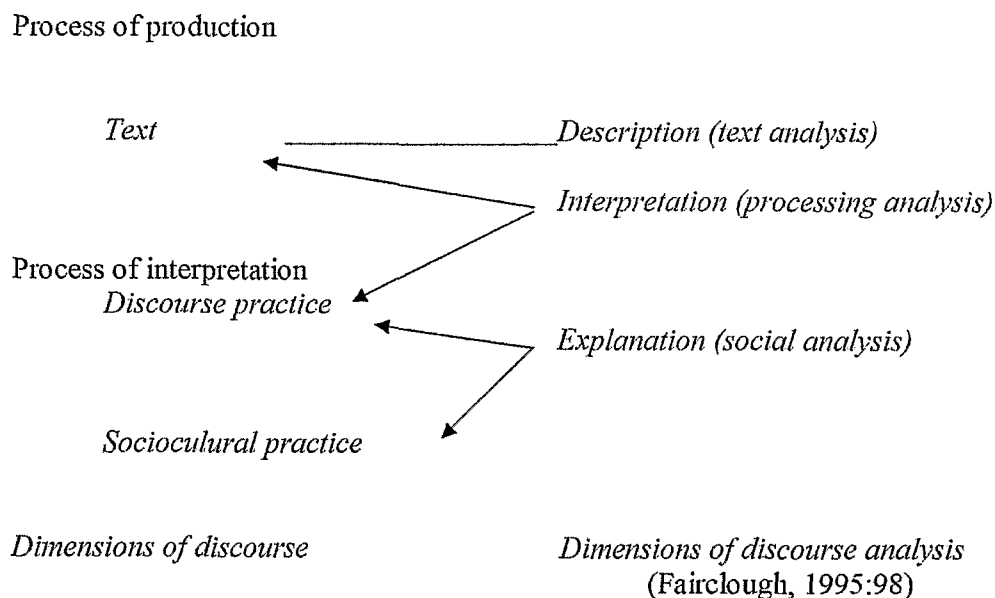 Process of production
Text
Description (text analysis)
Interpretation (processing analysis)
Process of interpretation
Discourse practice
Explanation (social analysis)
Sociocultural practice
Dimensions of discourse
Dimensions of discourse analysis
(Fairclough, 1995:98)